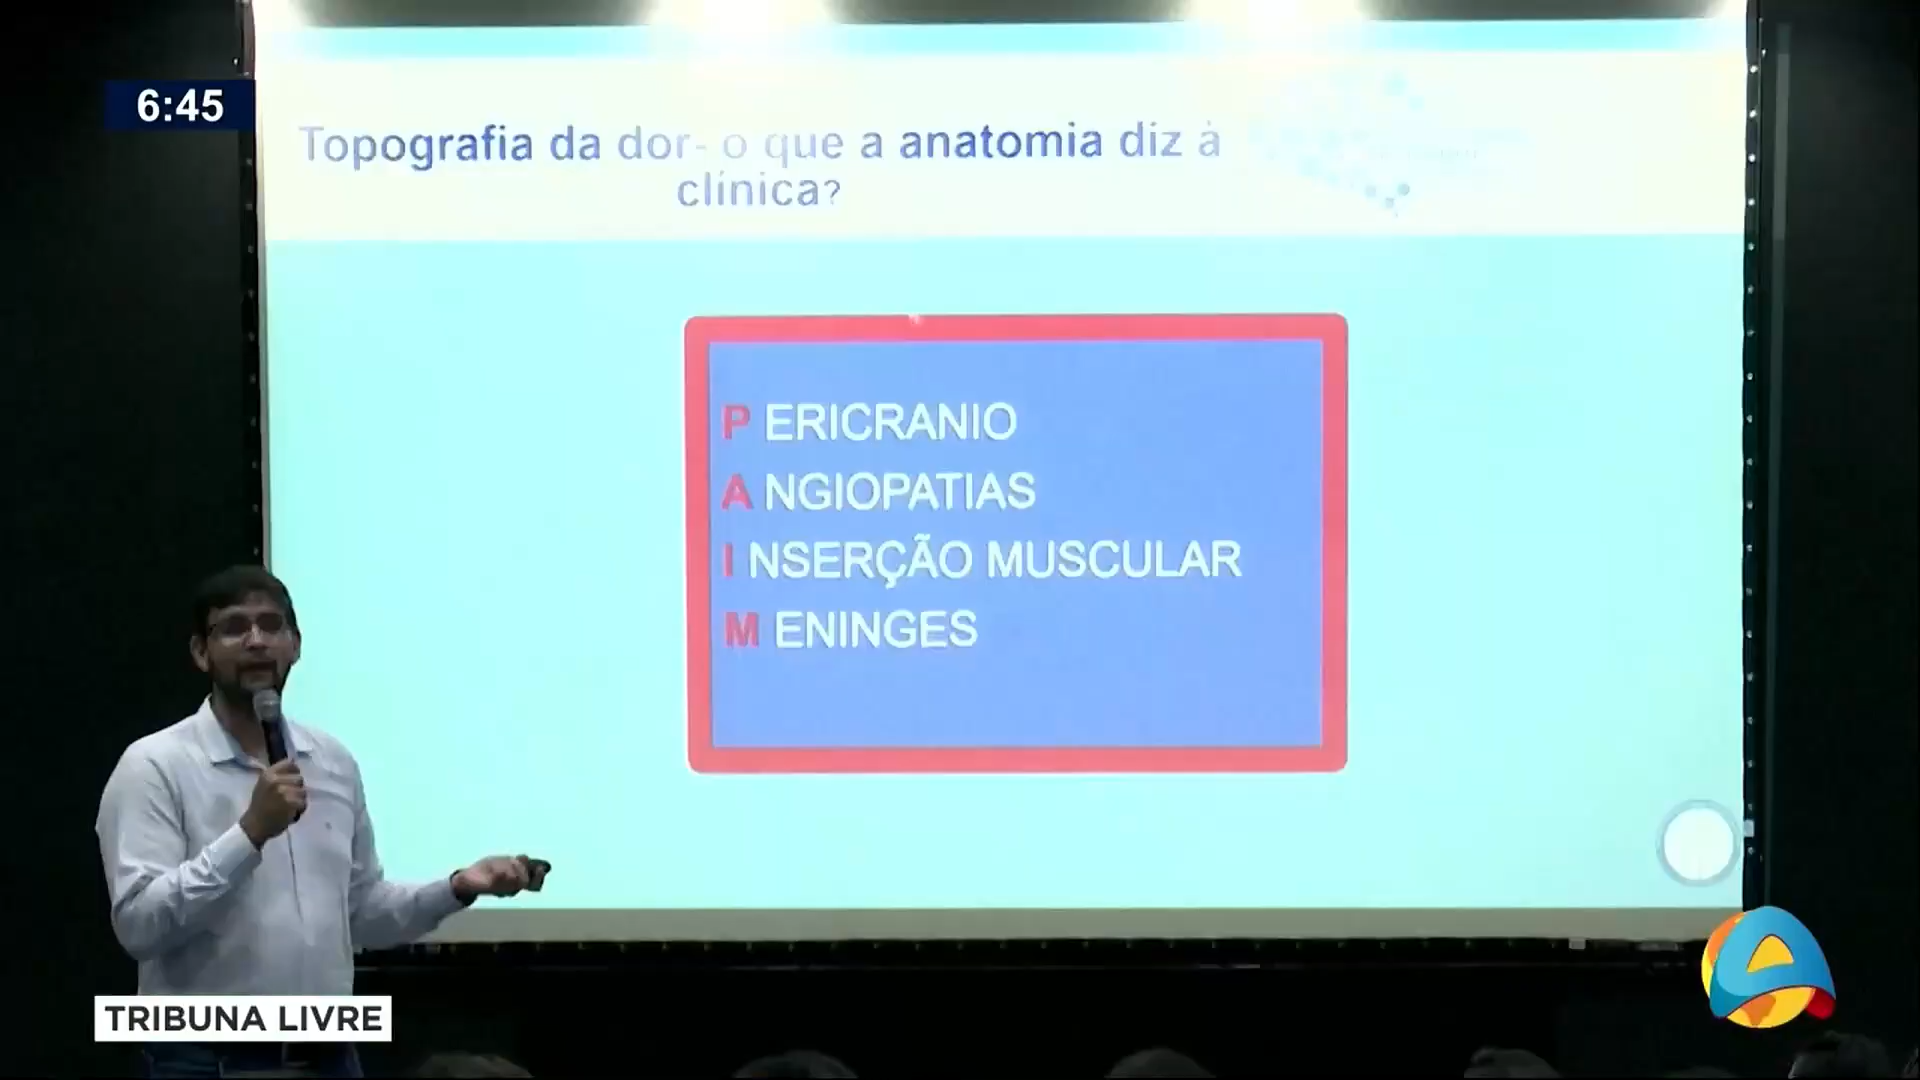 6:45
Topografia da dor- o que a anatomia diz à
clínica?
P ERICRANIO
A NGIOPATIAS
I NSERÇÃO MUSCULAR
M ENINGES
TRIBUNA LIVRE